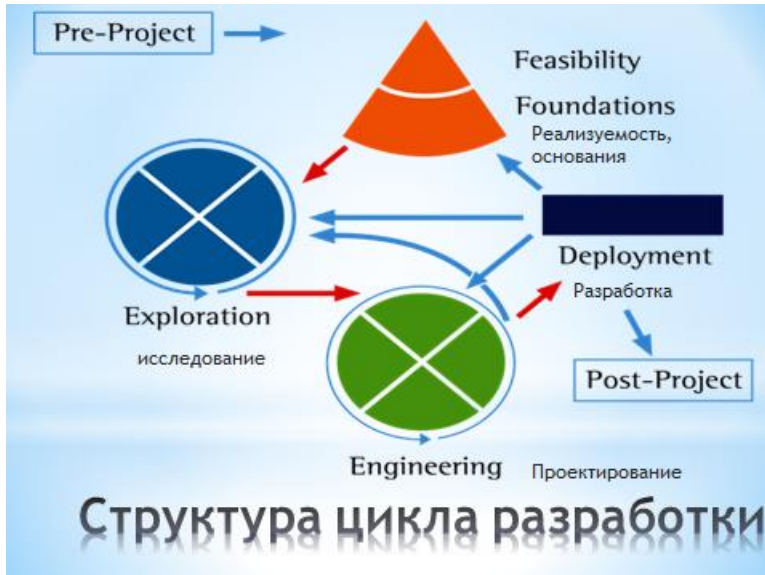 Pre-Project
Feasibility
Foundations
Реализуемость,
основания
Deployment
Разработка
Exploration
исследование
Post-Project
Engineering
Проектирование
Структура цикла разработки